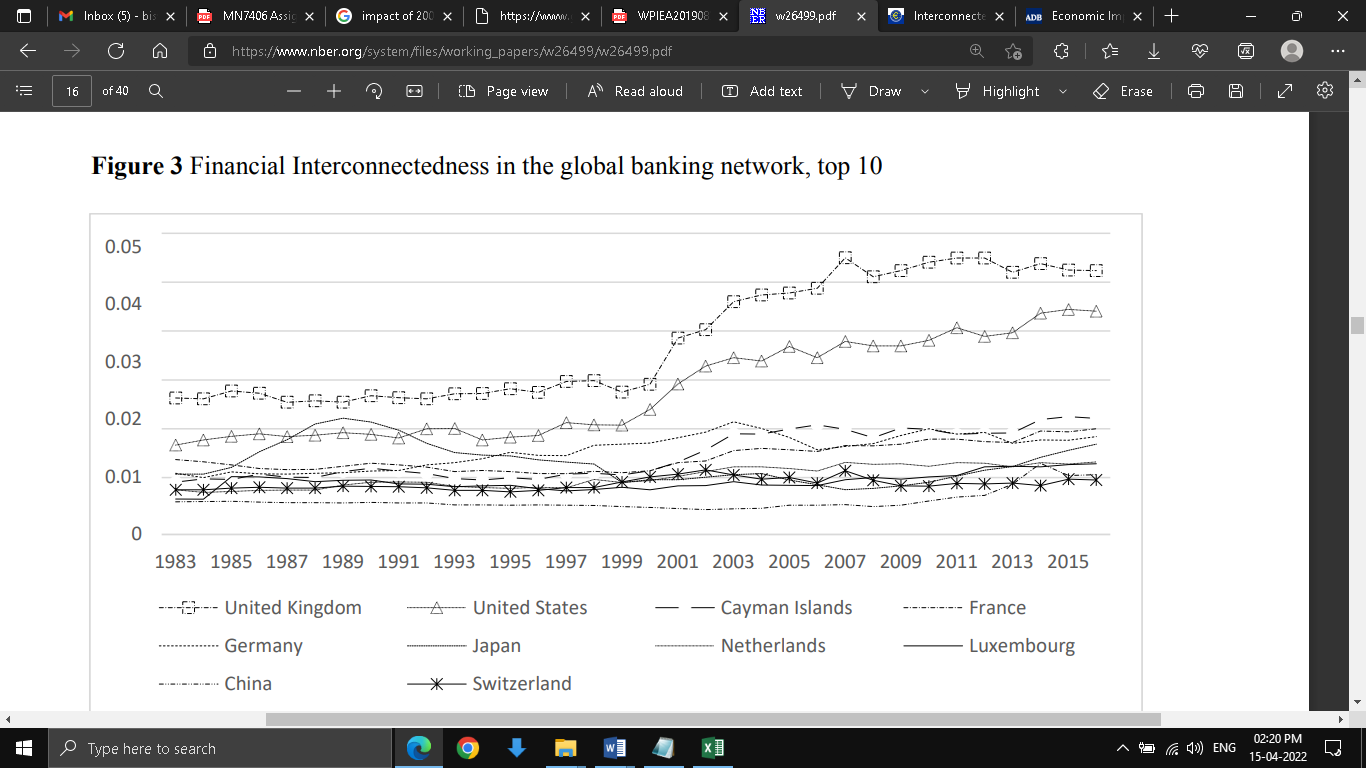 Inbox (5) - bis
MN7406 Assig
impact of 200
https://www.
WPIEA201908
w26499.pdf
Interconnecte
ADB Economic Im
https://www.nber.org/system/files/working_papers/w26499/w26499.pdf
16 of 40 Page view Read aloud Add text Draw Highlight Erase
Figure 3 Financial Interconnectedness in the global banking network, top 10
0.05
0.04
0.03
0.02
0.01
0
1983 1985 1987 1989 1991 1993 1995 1997 1999 2001 2003 2005 2007 2009 2011 2013 2015
United Kingdom United States Cayman Islands France
Germany Japan Netherlands Luxembourg
China Switzerland
Type here to search
ENG
02:20 PM
15-04-2022